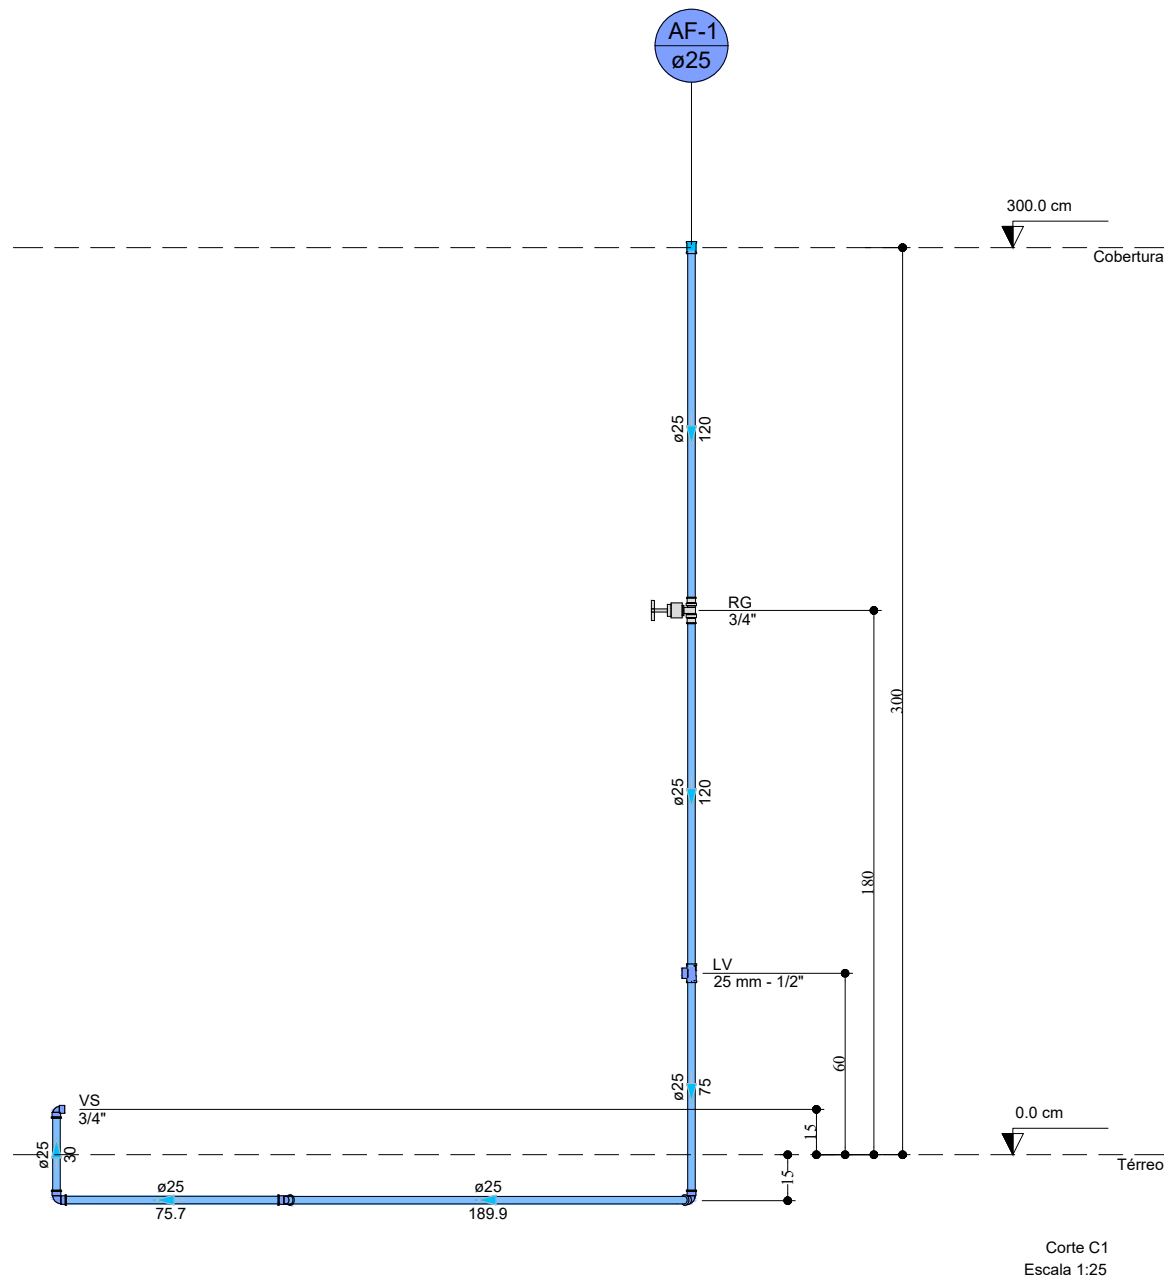 AF-1
ø25
300.0 cm
Cobertura
ø25
120
RG
3/4"
300
ø25
120
180
LV
25 mm - 1/2"
60
ø25
75
VS
3/4"
15
0.0 cm
Térreo
ø25
30
15
ø25
75.7
ø25
189.9
Corte C1
Escala 1:25